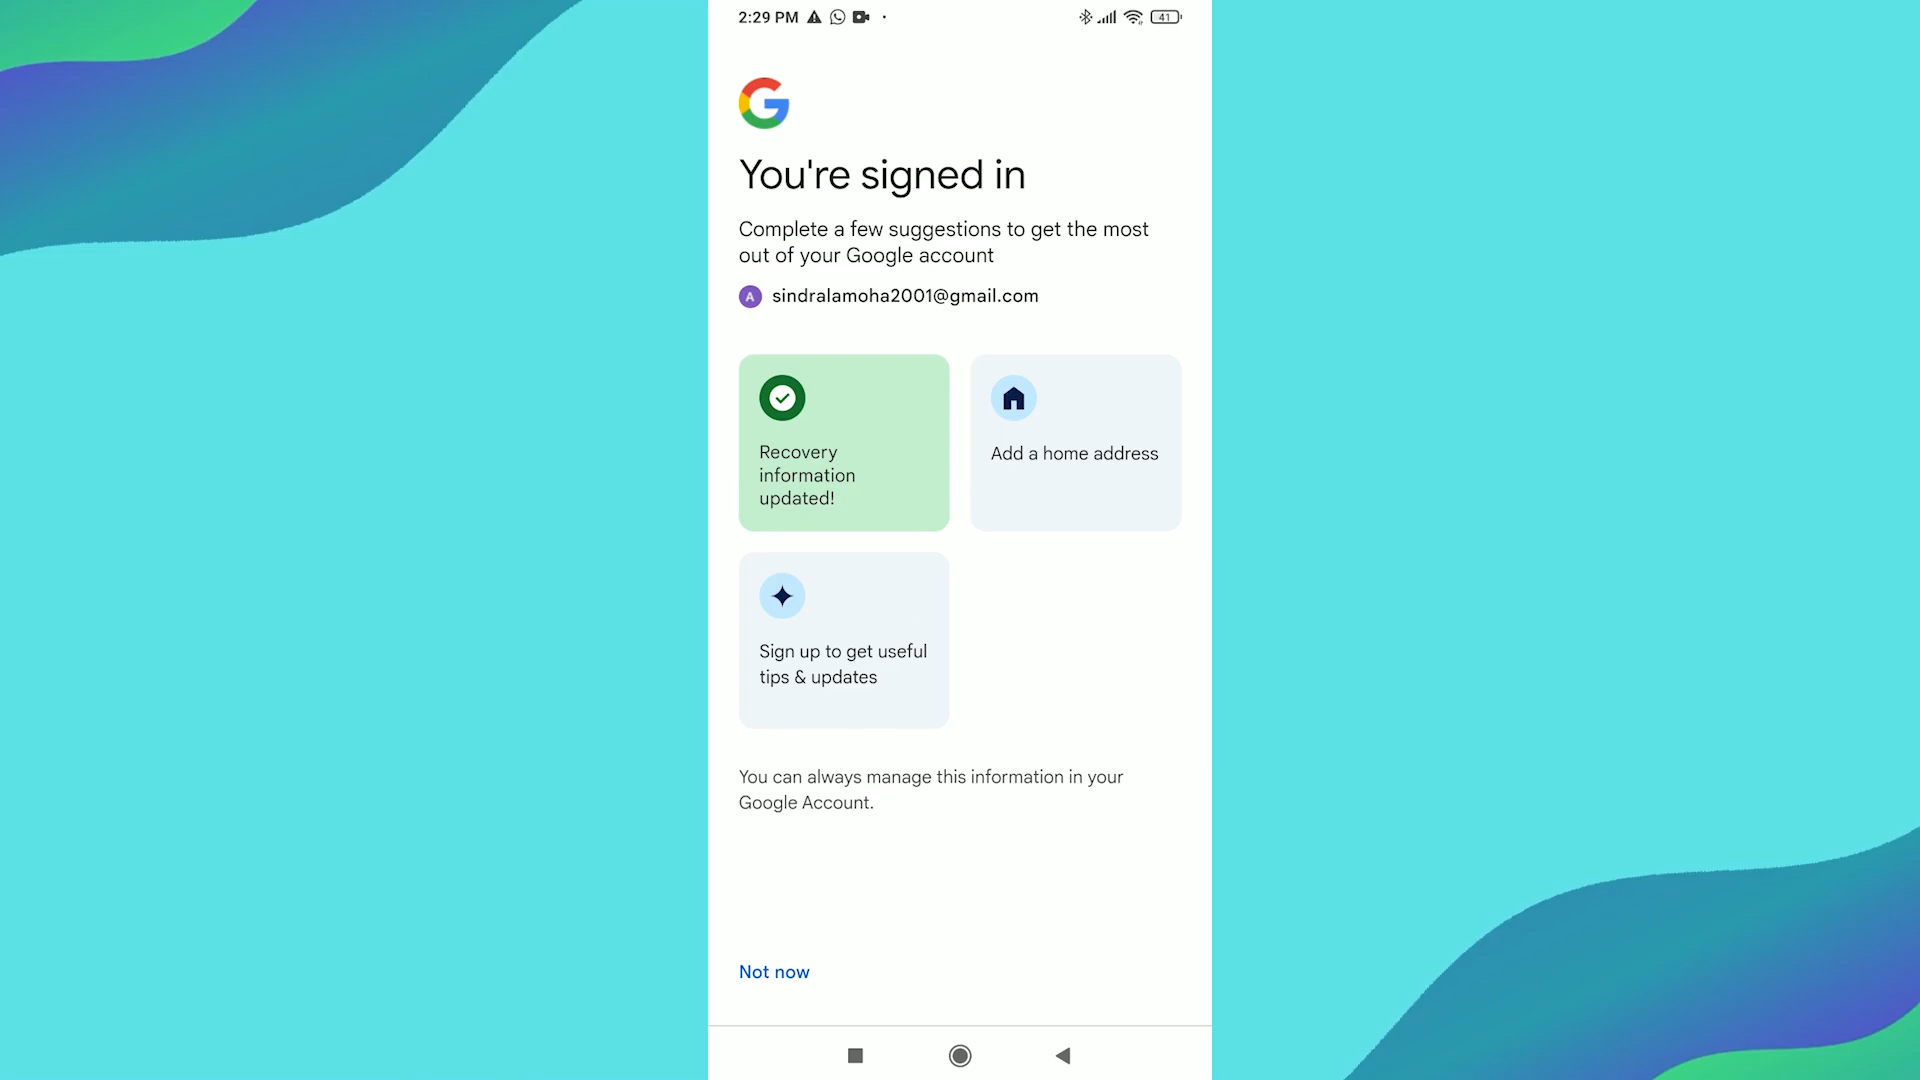 2:29 PM
41
You're signed in
Complete a few suggestions to get the most
out of your Google account
A sindralamoha2001@gmail.com
Recovery
information
updated!
Add a home address
Sign up to get useful
tips & updates
You can always manage this information in your
Google Account.
Not now